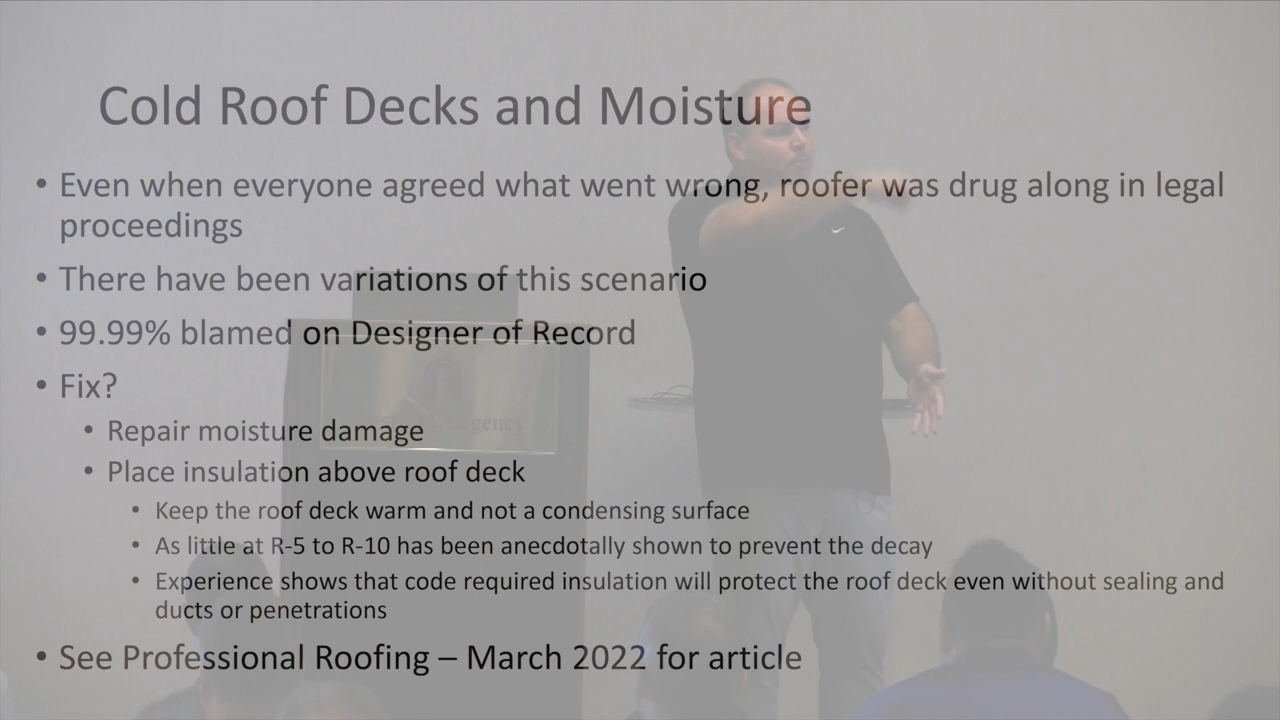 Cold Roof Decks and Moisture
• Even when everyone agreed what went wrong, roofer was drug along in legal
proceedings
• There have been variations of this scenario
• 99.99% blamed on Designer of Record
• Fix?
• Repair moisture damage
• Place insulation above roof deck
• Keep the roof deck warm and not a condensing surface
• As little at R-5 to R-10 has been anecdotally shown to prevent the decay
• Experience shows that code required insulation will protect the roof deck even without sealing and
ducts or penetrations
• See Professional Roofing – March 2022 for article
Regency